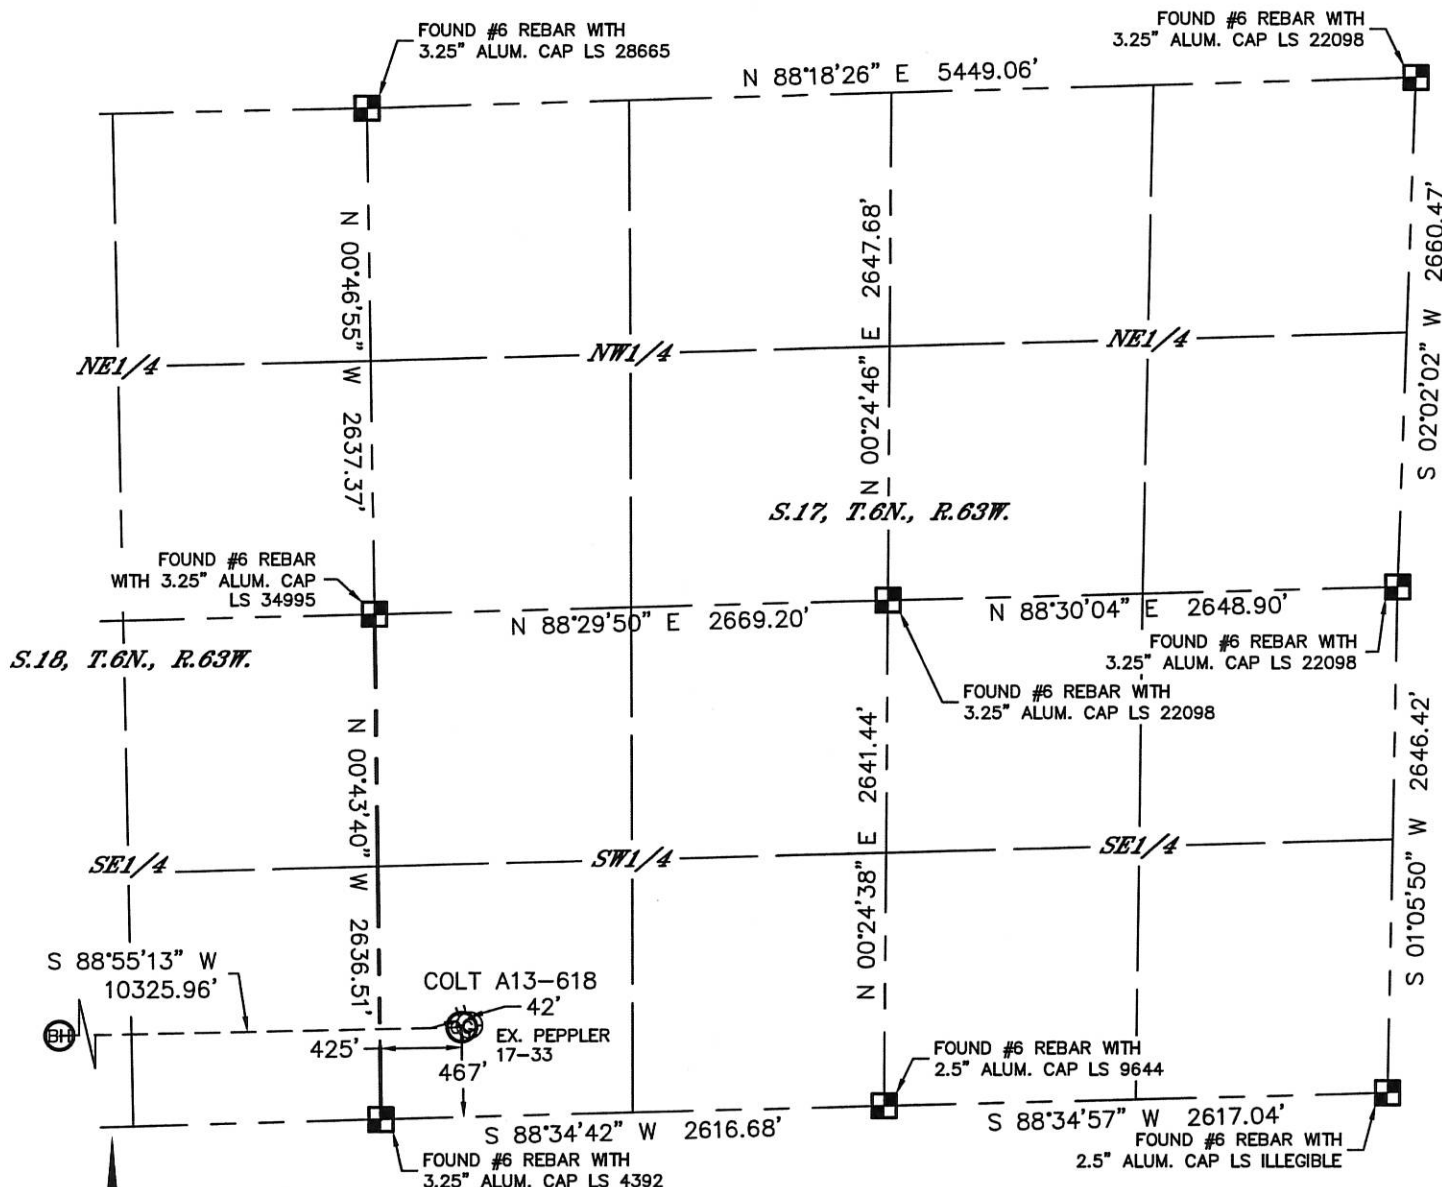 FOUND #6 REBAR WITH
3.25" ALUM. CAP LS 28665
FOUND #6 REBAR WITH
3.25" ALUM. CAP LS 22098
N 88°18'26" E 5449.06'
N 00°46'55" W 2637.37'
N 00°24'46" E 2647.68'
S 02°02'02" W 2660.47'
NE1/4
NW1/4
NE1/4
S.17, T.6N., R.63W.
FOUND #6 REBAR
WITH 3.25" ALUM. CAP
LS 34995
N 88°29'50" E 2669.20'
N 88°30'04" E 2648.90'
S.18, T.6N., R.63W.
FOUND #6 REBAR WITH
3.25" ALUM. CAP LS 22098
FOUND #6 REBAR WITH
3.25" ALUM. CAP LS 22098
N 00°43'40" W 2636.51'
N 00°24'38" E 2641.44'
S 01°05'50" W 2646.42'
SE1/4
SW1/4
SE1/4
S 88°55'13" W
10325.96'
COLT A13-618
42'
BH
EX. PEPPLER
17-33
425'
467'
FOUND #6 REBAR WITH
2.5" ALUM. CAP LS 9644
S 88°34'42" W 2616.68'
S 88°34'57" W 2617.04'
FOUND #6 REBAR WITH
2.5" ALUM. CAP LS ILLEGIBLE
FOUND #6 REBAR WITH
3.25" ALUM. CAP LS 4392